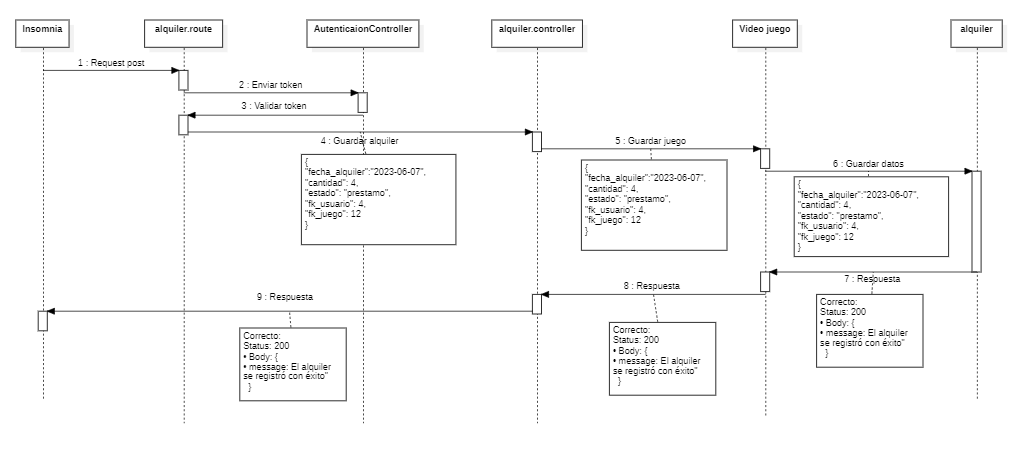 Insomnia
alquiler.route
AutenticaionController
alquiler.controller
Video juego
alquiler
1 : Request post
2 : Enviar token
3 : Validar token
4 : Guardar alquiler
{
"fecha_alquiler":"2023-06-07",
"cantidad": 4,
"estado": "prestamo",
"fk_usuario": 4,
"fk_juego": 12
}
5 : Guardar juego
{
"fecha_alquiler":"2023-06-07",
"cantidad": 4,
"estado": "prestamo",
"fk_usuario": 4,
"fk_juego": 12
}
6 : Guardar datos
{
"fecha_alquiler":"2023-06-07",
"cantidad": 4,
"estado": "prestamo",
"fk_usuario": 4,
"fk_juego": 12
}
7 : Respuesta
Correcto:
Status: 200
• Body: {
• message: El alquiler
se registró con éxito"
}
8 : Respuesta
Correcto:
Status: 200
• Body: {
• message: El alquiler
se registró con éxito"
}
9 : Respuesta
Correcto:
Status: 200
• Body: {
• message: El alquiler
se registró con éxito"
}